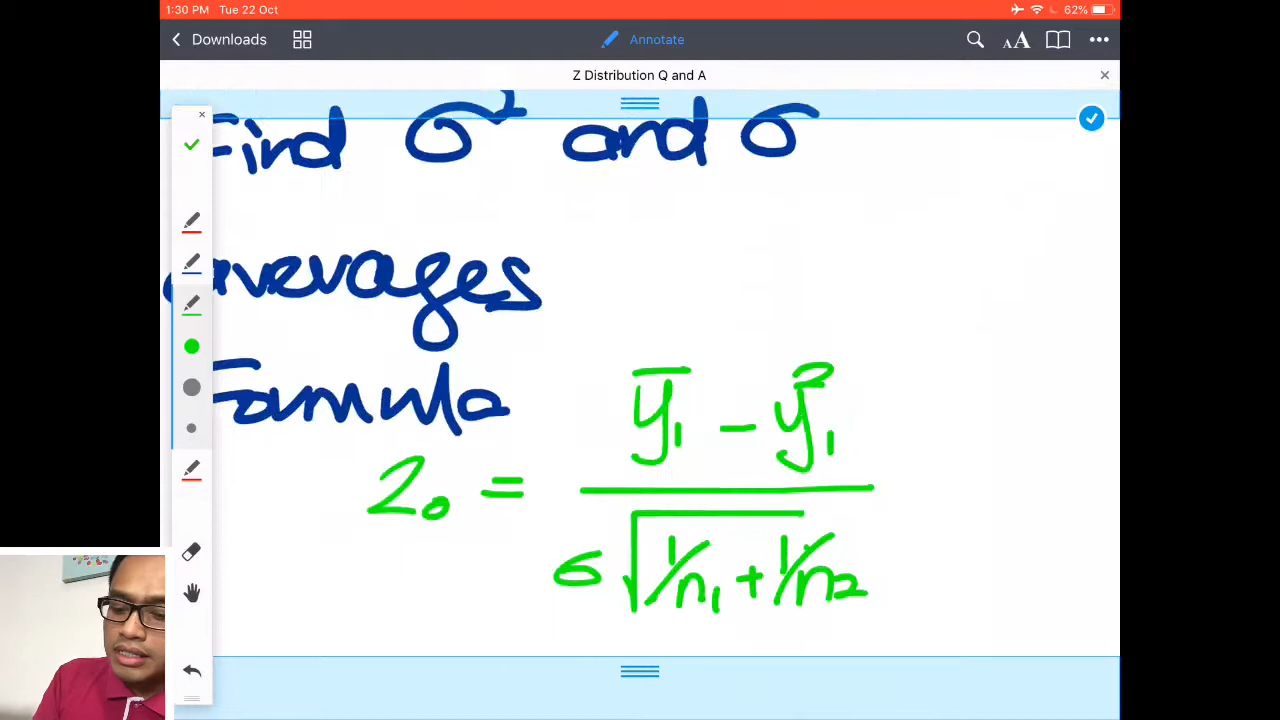 1:30 PM Tue 22 Oct 62%
Downloads Annotate AA
Z Distribution Q and A
Find σ² and σ
averages
Formula
Z₀ = (ȳ₁ − ȳ₁) / (σ√(1/n₁ + 1/n₂))